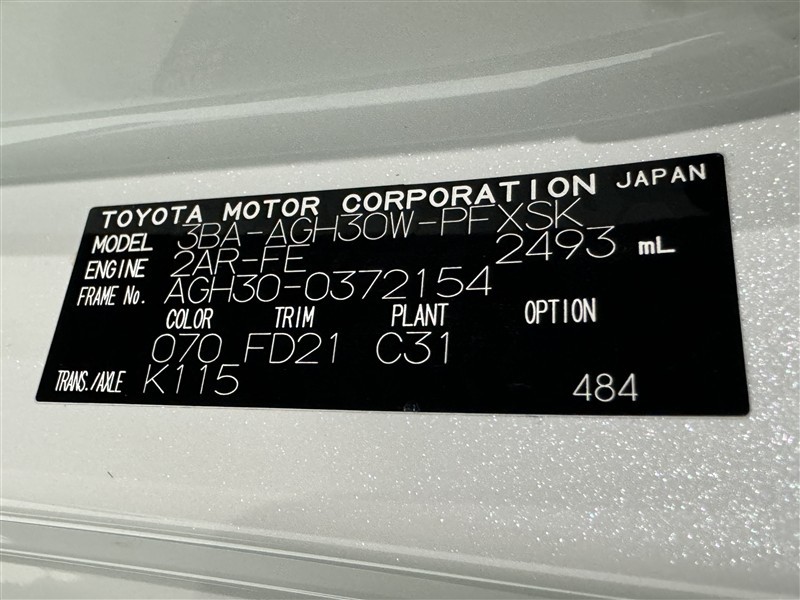 TOYOTA MOTOR CORPORATION JAPAN
MODEL 3BA-AGH30W-PFXSK
ENGINE 2AR-FE 2493 mL
FRAME No. AGH30-0372154
COLOR TRIM PLANT OPTION
070 FD21 C31
TRANS./AXLE K115
484